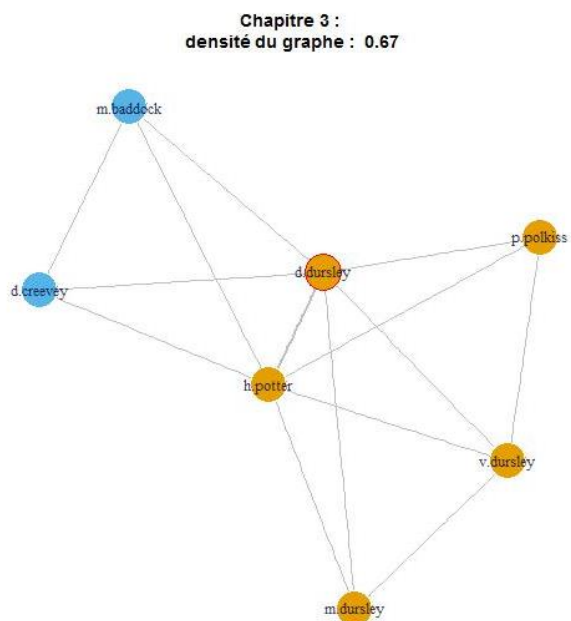 Chapitre 3 :
densité du graphe : 0.67
m.baddock
p.polkiss
d.dursley
d.creevey
h.potter
v.dursley
m.dursley